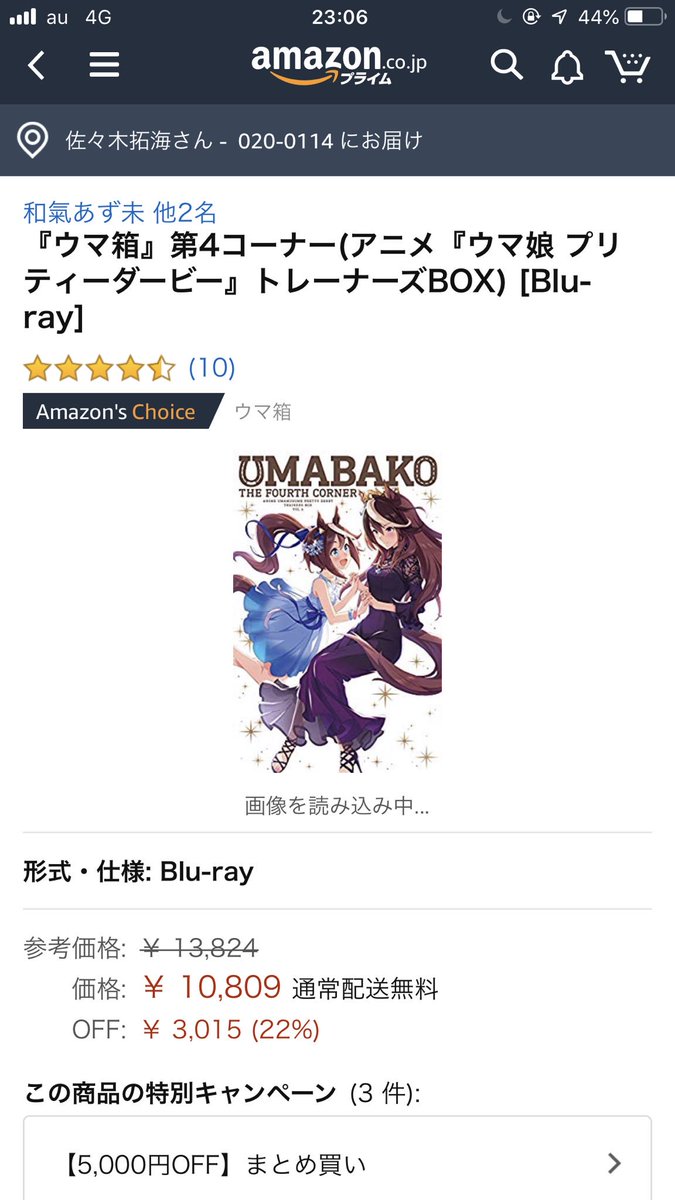 au 4G 23:06 44%
amazon.co.jp
プライム
佐々木拓海さん - 020-0114 にお届け
和氣あず未 他2名
『ウマ箱』第4コーナー(アニメ『ウマ娘 プリ
ティーダービー』トレーナーズBOX) [Blu-
ray]
(10)
Amazon's Choice ウマ箱
UMABAKO
THE FOURTH CORNER
ANIME UMAMUSUME PRETTY DERBY
TRAINERS BOX
VOL.4
画像を読み込み中...
形式・仕様: Blu-ray
参考価格: ¥ 13,824
価格: ¥ 10,809 通常配送無料
OFF: ¥ 3,015 (22%)
この商品の特別キャンペーン (3 件):
【5,000円OFF】まとめ買い